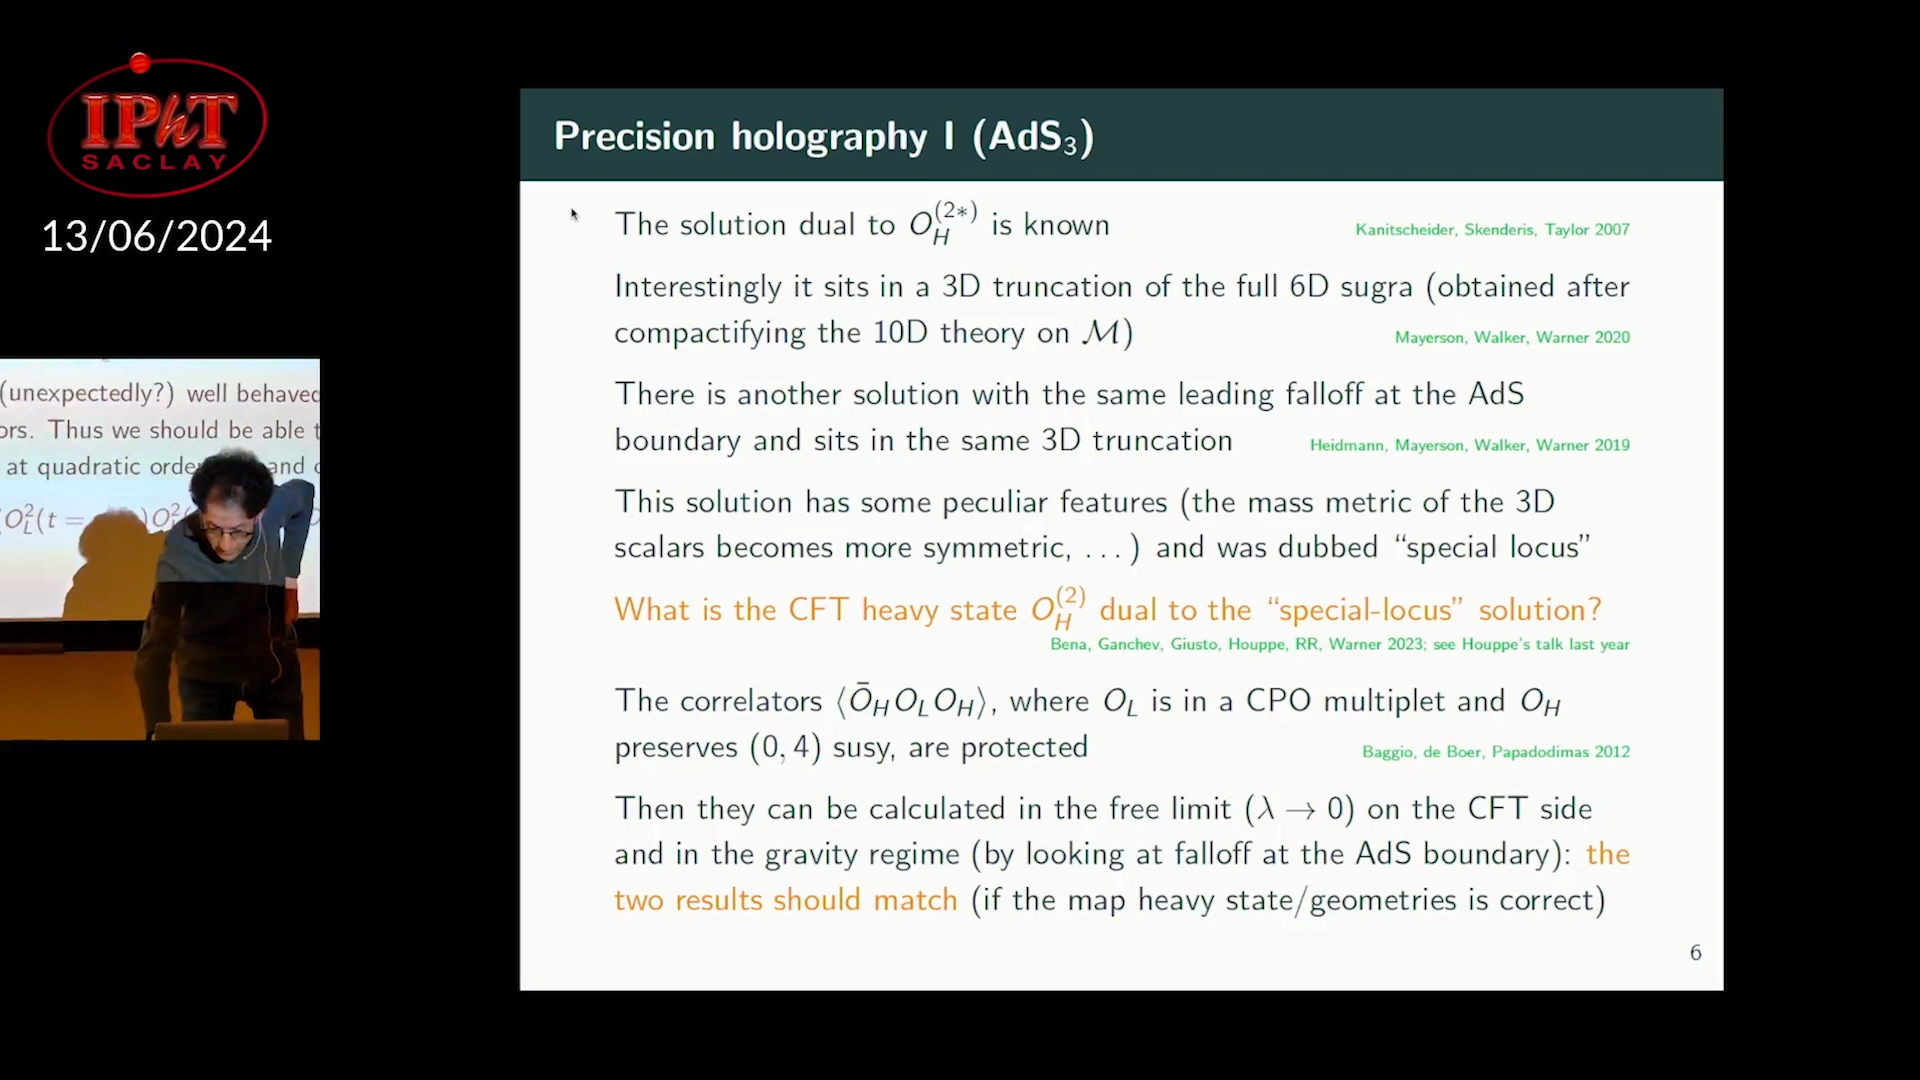 IPhT
SACLAY
13/06/2024
(unexpectedly?) well behaved
ors. Thus we should be able t
at quadratic orde and
⟨O_L^2(t = )O_L^2(
Precision holography I (AdS₃)
The solution dual to O_H^{(2*)} is known
Kanitscheider, Skenderis, Taylor 2007
Interestingly it sits in a 3D truncation of the full 6D sugra (obtained after
compactifying the 10D theory on ℳ)
Mayerson, Walker, Warner 2020
There is another solution with the same leading falloff at the AdS
boundary and sits in the same 3D truncation
Heidmann, Mayerson, Walker, Warner 2019
This solution has some peculiar features (the mass metric of the 3D
scalars becomes more symmetric, ...) and was dubbed “special locus”
What is the CFT heavy state O_H^{(2)} dual to the “special-locus” solution?
Bena, Ganchev, Giusto, Houppe, RR, Warner 2023; see Houppe's talk last year
The correlators ⟨Ō_H O_L O_H⟩, where O_L is in a CPO multiplet and O_H
preserves (0, 4) susy, are protected
Baggio, de Boer, Papadodimas 2012
Then they can be calculated in the free limit (λ → 0) on the CFT side
and in the gravity regime (by looking at falloff at the AdS boundary): the
two results should match (if the map heavy state/geometries is correct)
6